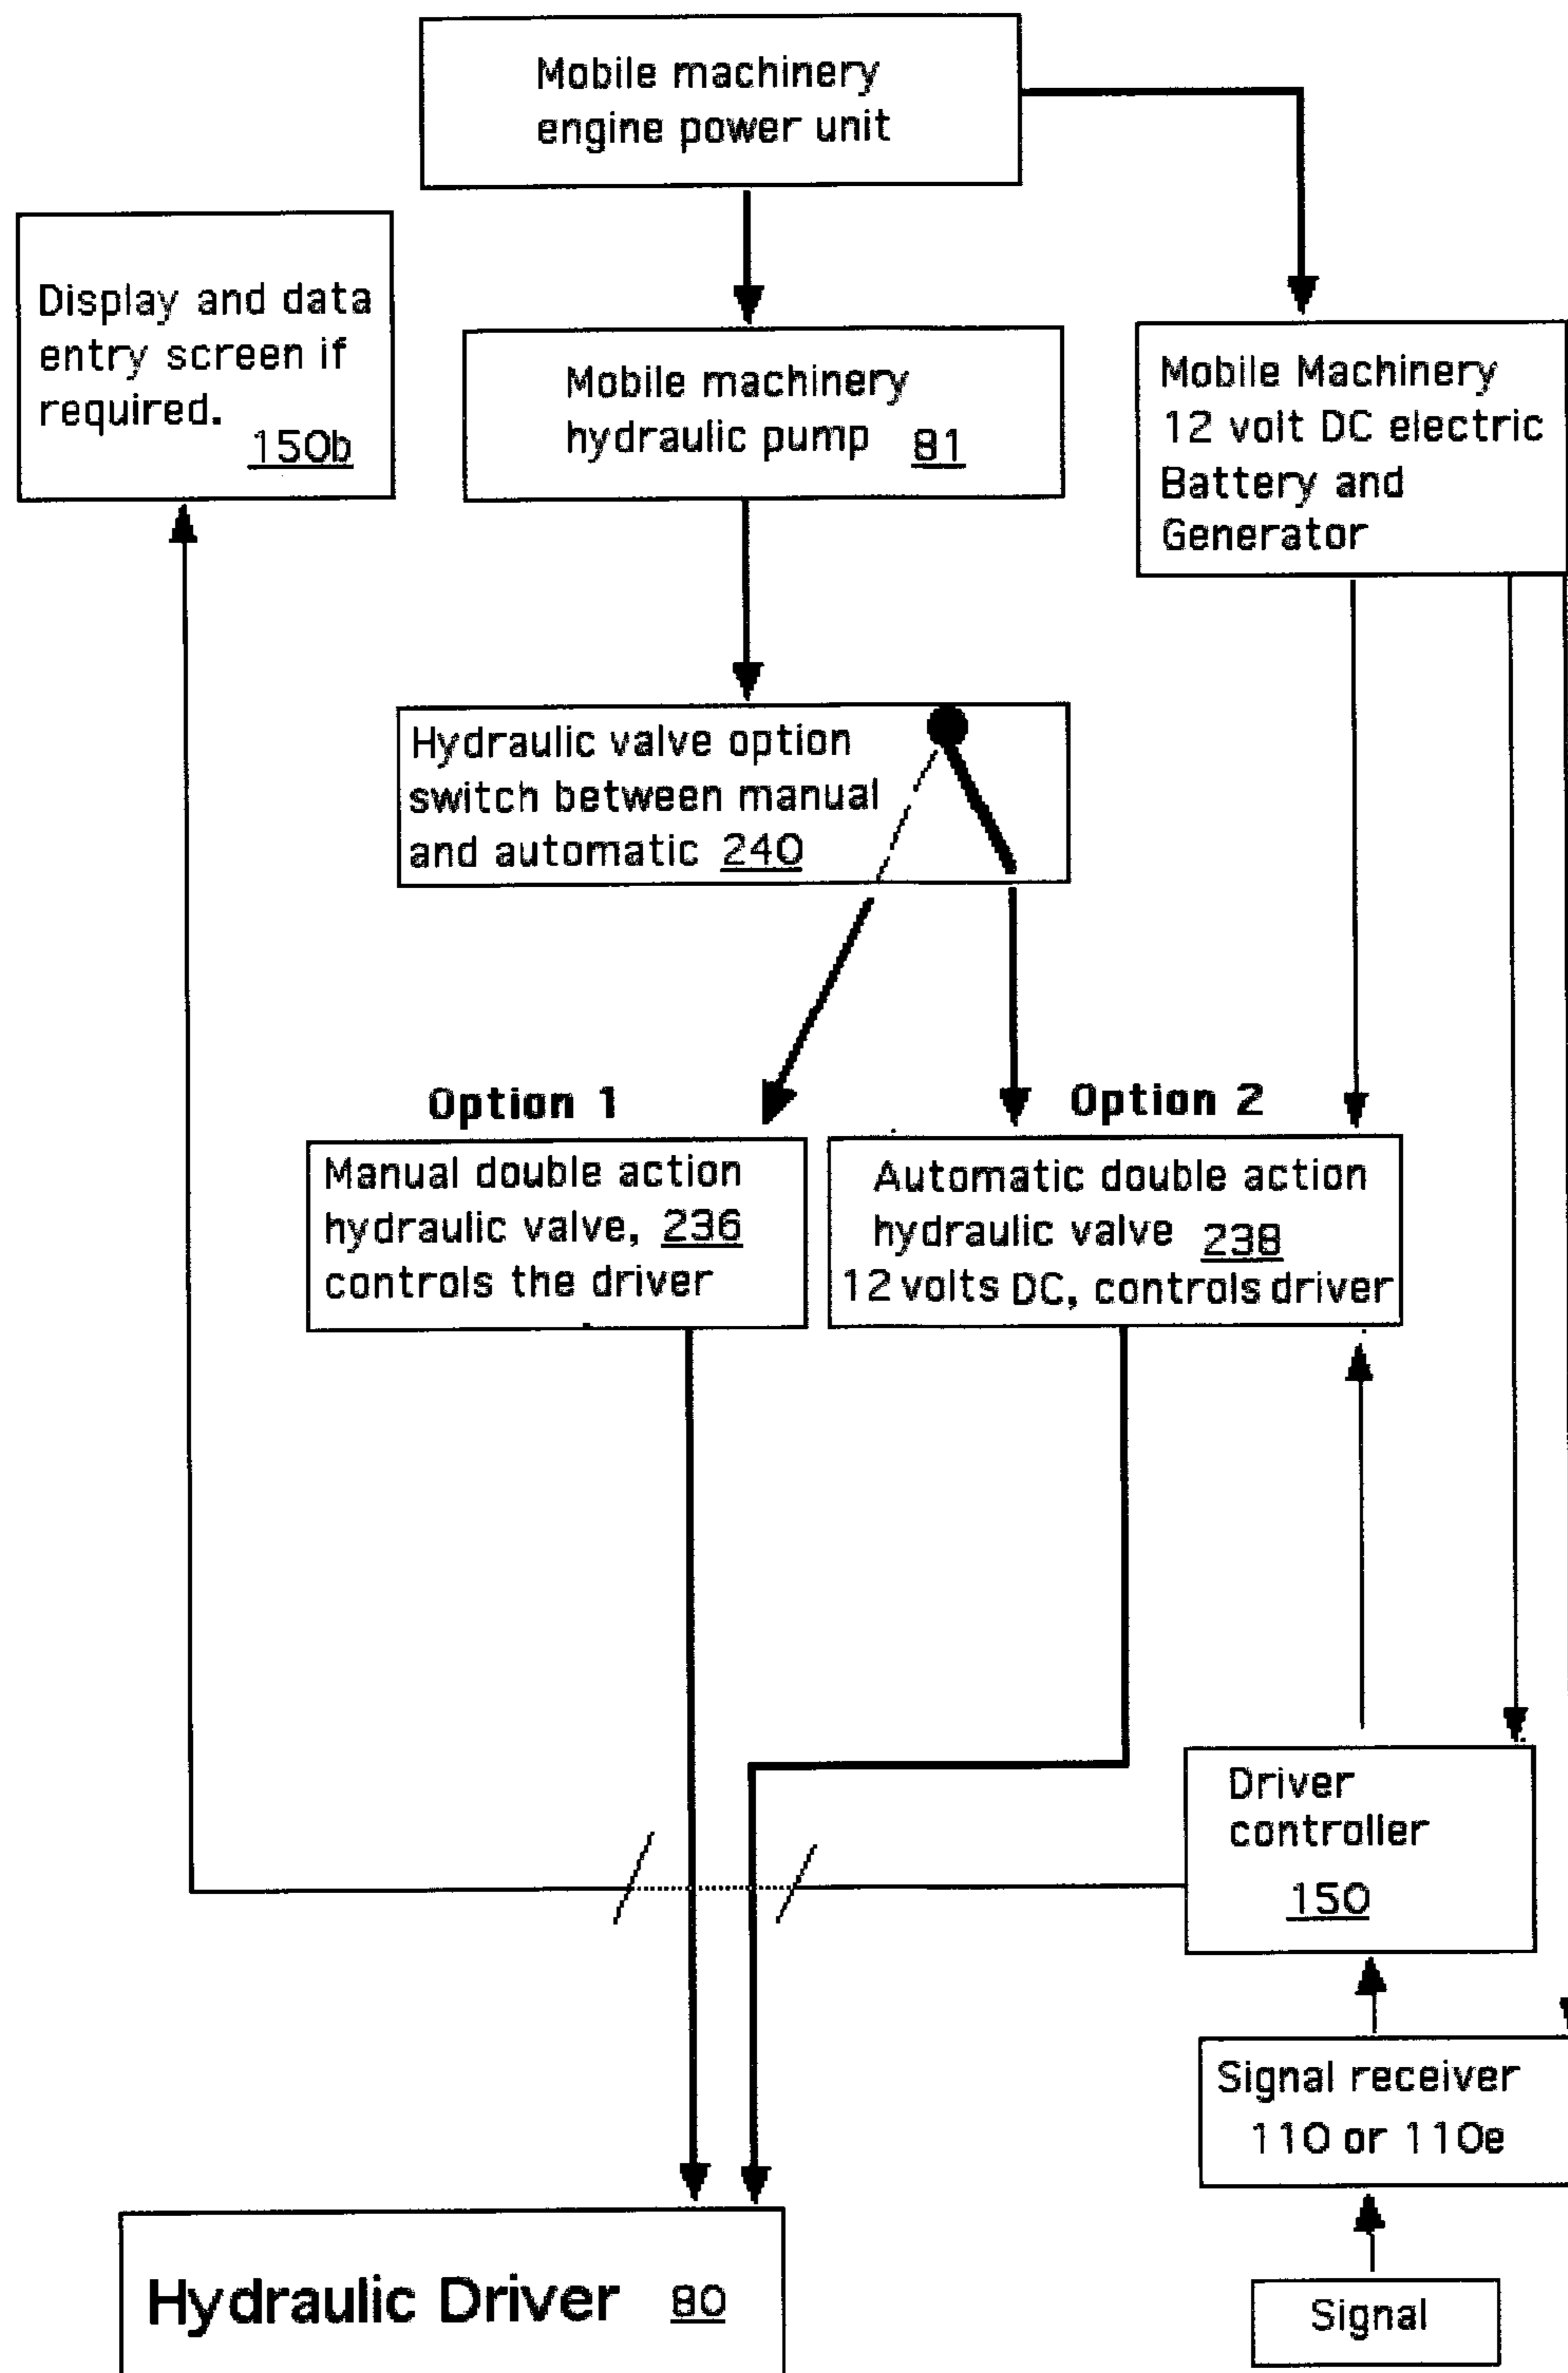 Mobile machinery
engine power unit
Display and data
entry screen if
required.
150b
Mobile machinery
hydraulic pump 81
Mobile Machinery
12 volt DC electric
Battery and
Generator
Hydraulic valve option
switch between manual
and automatic 240
Option 1
Option 2
Manual double action
hydraulic valve, 236
controls the driver
Automatic double action
hydraulic valve 238
12 volts DC, controls driver
Driver
controller
150
Signal receiver
110 or 110e
Hydraulic Driver 80
Signal